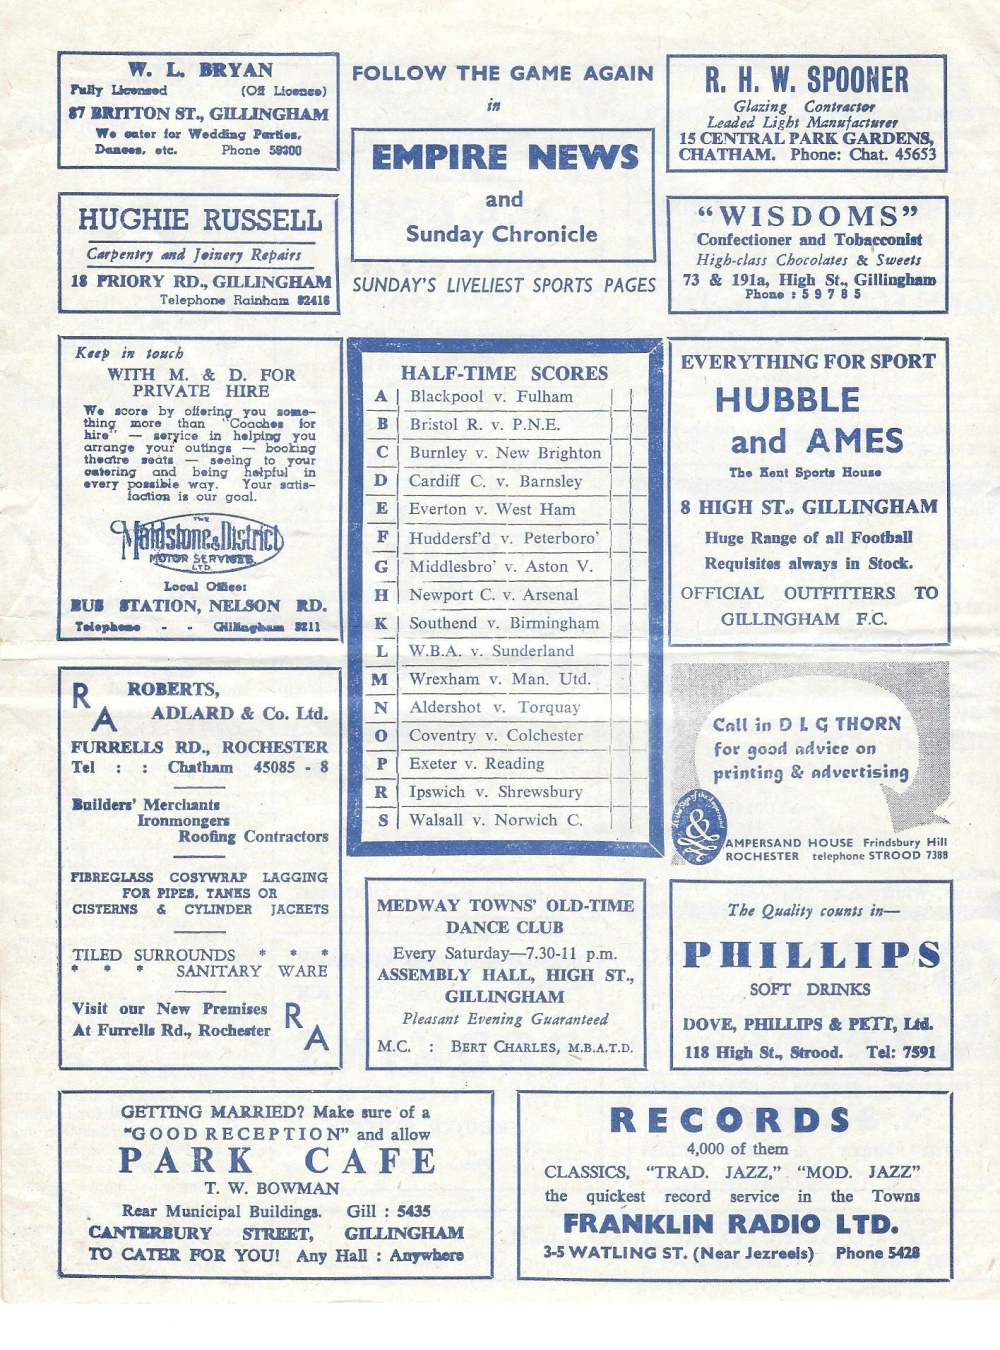 W. L. BRYAN
Fully Licensed (Off Licence)
87 BRITTON ST., GILLINGHAM
We cater for Wedding Parties,
Dances, etc. Phone 59300
FOLLOW THE GAME AGAIN
in
EMPIRE NEWS
and
Sunday Chronicle
SUNDAY'S LIVELIEST SPORTS PAGES
R. H. W. SPOONER
Glazing Contractor
Leaded Light Manufacturer
15 CENTRAL PARK GARDENS,
CHATHAM. Phone: Chat. 45653
HUGHIE RUSSELL
Carpentry and Joinery Repairs
18 PRIORY RD., GILLINGHAM
Telephone Rainham 82416
"WISDOMS"
Confectioner and Tobacconist
High-class Chocolates & Sweets
73 & 191a, High St., Gillingham
Phone : 5 9 7 8 5
Keep in touch
WITH M. & D. FOR
PRIVATE HIRE
We score by offering you some-
thing more than "Coaches for
hire" — service in helping you
arrange your outings — booking
theatre seats — seeing to your
catering and being helpful in
every possible way. Your satis-
faction is our goal.
THE
Maidstone & District
MOTOR SERVICES
LTD.
Local Office:
BUS STATION, NELSON RD.
Telephone - - Gillingham 5211
HALF-TIME SCORES
A Blackpool v. Fulham
B Bristol R. v. P.N.E.
C Burnley v. New Brighton
D Cardiff C. v. Barnsley
E Everton v. West Ham
F Huddersf'd v. Peterboro'
G Middlesbro' v. Aston V.
H Newport C. v. Arsenal
K Southend v. Birmingham
L W.B.A. v. Sunderland
M Wrexham v. Man. Utd.
N Aldershot v. Torquay
O Coventry v. Colchester
P Exeter v. Reading
R Ipswich v. Shrewsbury
S Walsall v. Norwich C.
EVERYTHING FOR SPORT
HUBBLE
and AMES
The Kent Sports House
8 HIGH ST., GILLINGHAM
Huge Range of all Football
Requisites always in Stock.
OFFICIAL OUTFITTERS TO
GILLINGHAM F.C.
R A
ROBERTS,
ADLARD & Co. Ltd.
FURRELLS RD., ROCHESTER
Tel : : Chatham 45085 - 8
Builders' Merchants
Ironmongers
Roofing Contractors
FIBREGLASS COSYWRAP LAGGING
FOR PIPES, TANKS OR
CISTERNS & CYLINDER JACKETS
TILED SURROUNDS * * *
* * * SANITARY WARE
Visit our New Premises
At Furrells Rd., Rochester
R A
Call in D L G THORN
for good advice on
printing & advertising
At the Sign of the Ampersand
&
AMPERSAND HOUSE Frindsbury Hill
ROCHESTER telephone STROOD 7388
MEDWAY TOWNS' OLD-TIME
DANCE CLUB
Every Saturday—7.30-11 p.m.
ASSEMBLY HALL, HIGH ST.,
GILLINGHAM
Pleasant Evening Guaranteed
M.C. : BERT CHARLES, M.B.A.T.D.
The Quality counts in—
PHILLIPS
SOFT DRINKS
DOVE, PHILLIPS & PETT, Ltd.
118 High St., Strood. Tel: 7591
GETTING MARRIED? Make sure of a
"GOOD RECEPTION" and allow
PARK CAFE
T. W. BOWMAN
Rear Municipal Buildings. Gill : 5435
CANTERBURY STREET, GILLINGHAM
TO CATER FOR YOU! Any Hall : Anywhere
RECORDS
4,000 of them
CLASSICS, "TRAD. JAZZ," "MOD. JAZZ"
the quickest record service in the Towns
FRANKLIN RADIO LTD.
3-5 WATLING ST. (Near Jezreels) Phone 5428